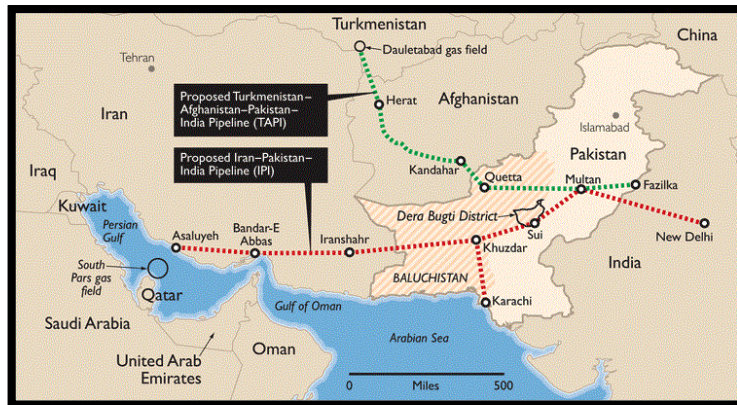 Turkmenistan
China
Dauletabad gas field
Tehran
Proposed Turkmenistan–
Afghanistan–Pakistan–
India Pipeline (TAPI)
Herat
Afghanistan
Iran
Islamabad
Pakistan
Proposed Iran–Pakistan–
India Pipeline (IPI)
Kandahar
Iraq
Quetta
Multan
Fazilka
Kuwait
Dera Bugti District
Persian
Gulf
Asaluyeh
Bandar-E
Abbas
Iranshahr
Sui
New Delhi
Khuzdar
South
Pars gas
field
BALUCHISTAN
India
Qatar
Gulf of Oman
Karachi
Saudi Arabia
Arabian Sea
United Arab
Emirates
Oman
0
500
Miles